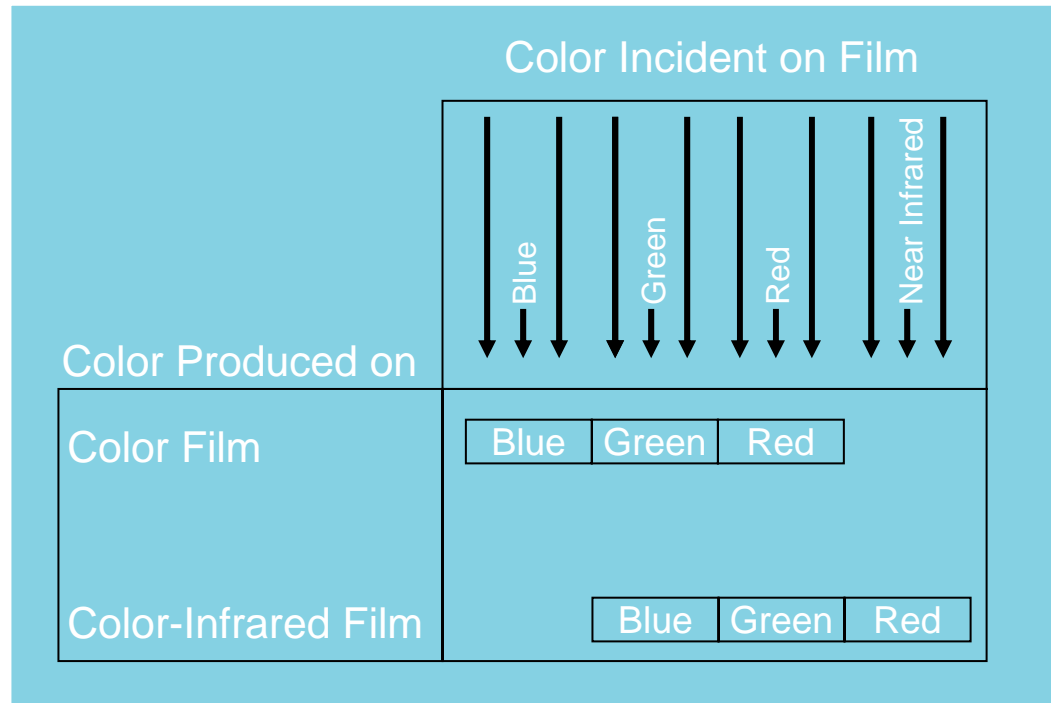 Color Incident on Film
Blue
Green
Red
Near Infrared
Color Produced on
Color Film
Blue Green Red
Color-Infrared Film
Blue Green Red